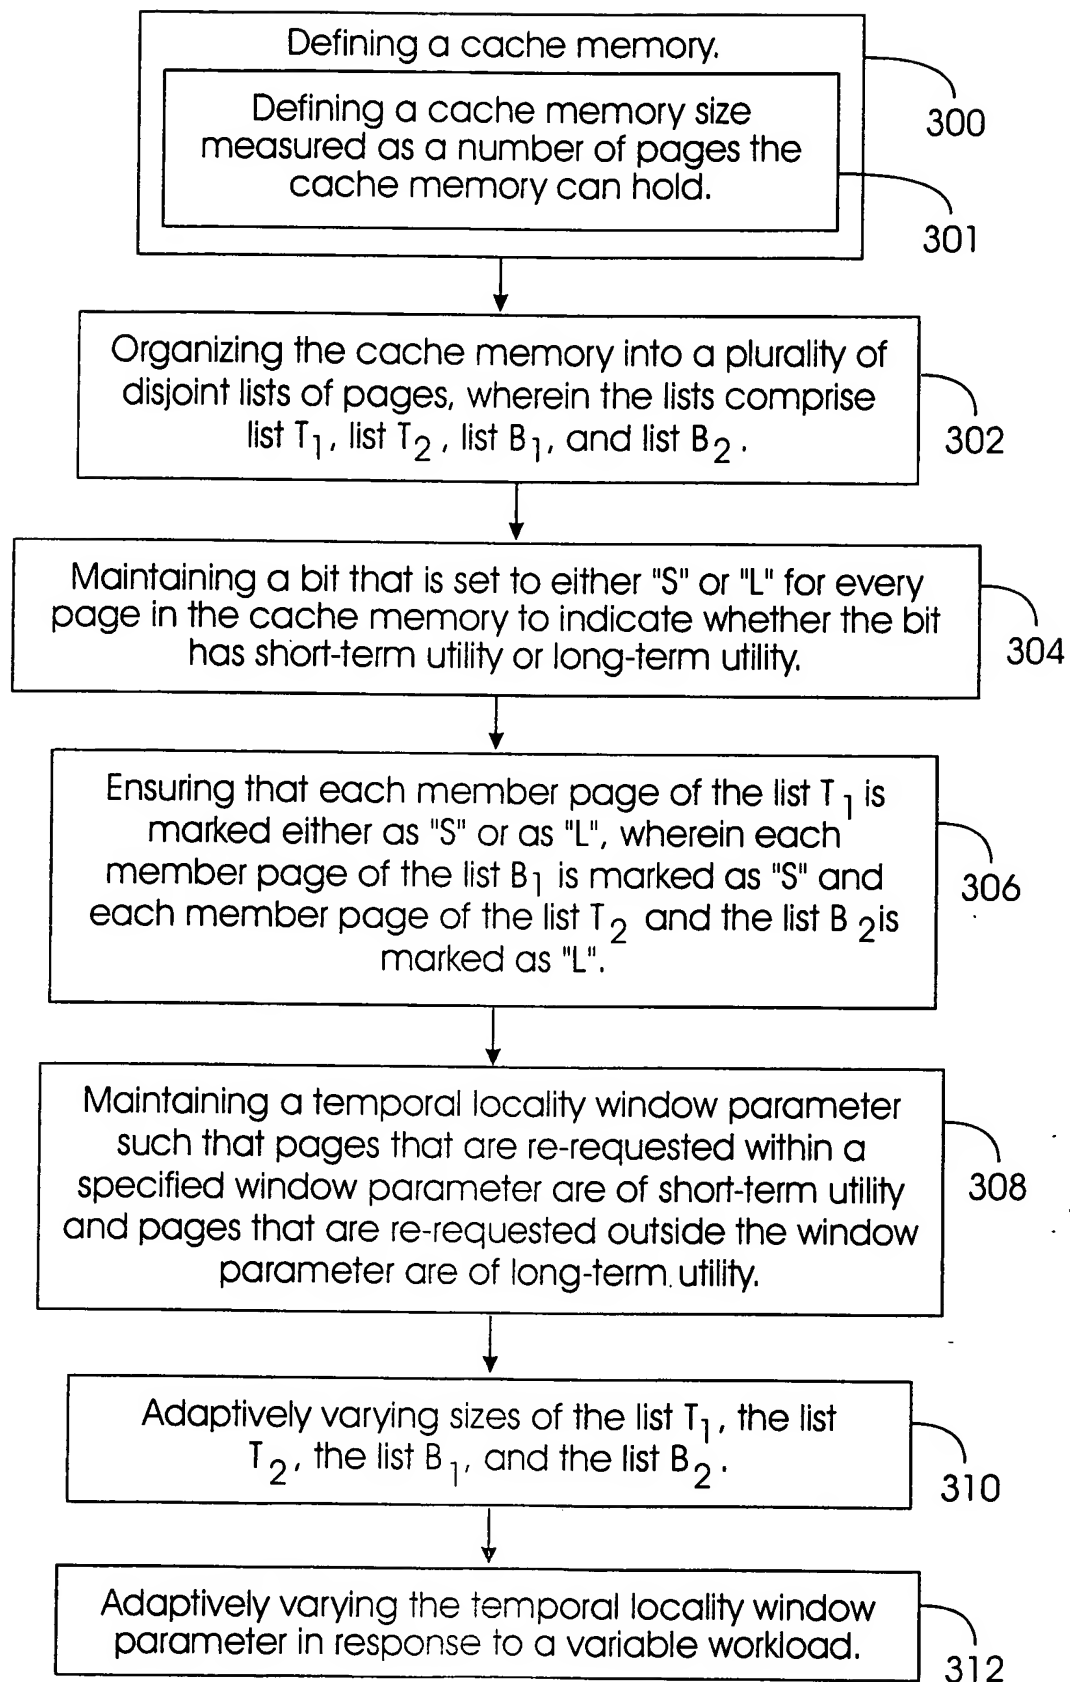 Defining a cache memory.
Defining a cache memory size
measured as a number of pages the
cache memory can hold.
300
301
Organizing the cache memory into a plurality of
disjoint lists of pages, wherein the lists comprise
list T1, list T2, list B1, and list B2.
302
Maintaining a bit that is set to either "S" or "L" for every
page in the cache memory to indicate whether the bit
has short-term utility or long-term utility.
304
Ensuring that each member page of the list T1 is
marked either as "S" or as "L", wherein each
member page of the list B1 is marked as "S" and
each member page of the list T2 and the list B2 is
marked as "L".
306
Maintaining a temporal locality window parameter
such that pages that are re-requested within a
specified window parameter are of short-term utility
and pages that are re-requested outside the window
parameter are of long-term utility.
308
Adaptively varying sizes of the list T1, the list
T2, the list B1, and the list B2.
310
Adaptively varying the temporal locality window
parameter in response to a variable workload.
312